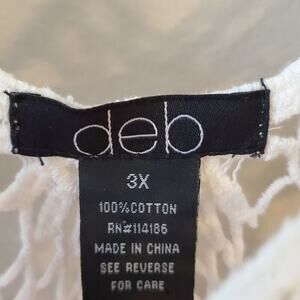 deb
3X
100%COTTON
RN#114186
MADE IN CHINA
SEE REVERSE
FOR CARE